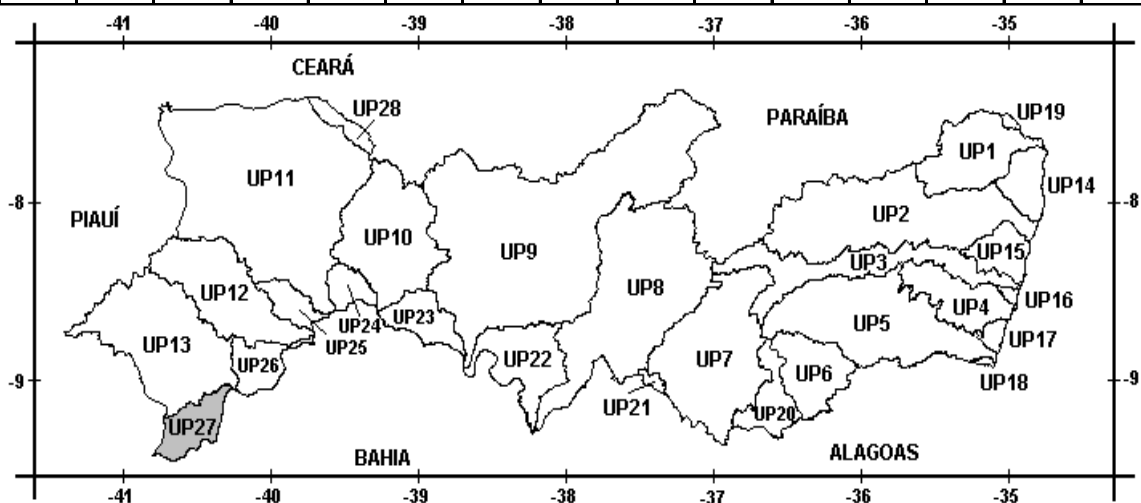 -41 -40 -39 -38 -37 -36 -35
CEARÁ
UP28
PARAÍBA
UP19
UP1
UP11
UP14
-8 -8
PIAUÍ
UP2
UP10
UP9
UP15
UP3
UP8
UP12
UP16
UP4
UP24
UP23
UP5
UP17
UP25
UP13
UP22
UP7
UP26
UP6
-9 -9
UP18
UP21
UP20
UP27
BAHIA
ALAGOAS
-41 -40 -39 -38 -37 -36 -35